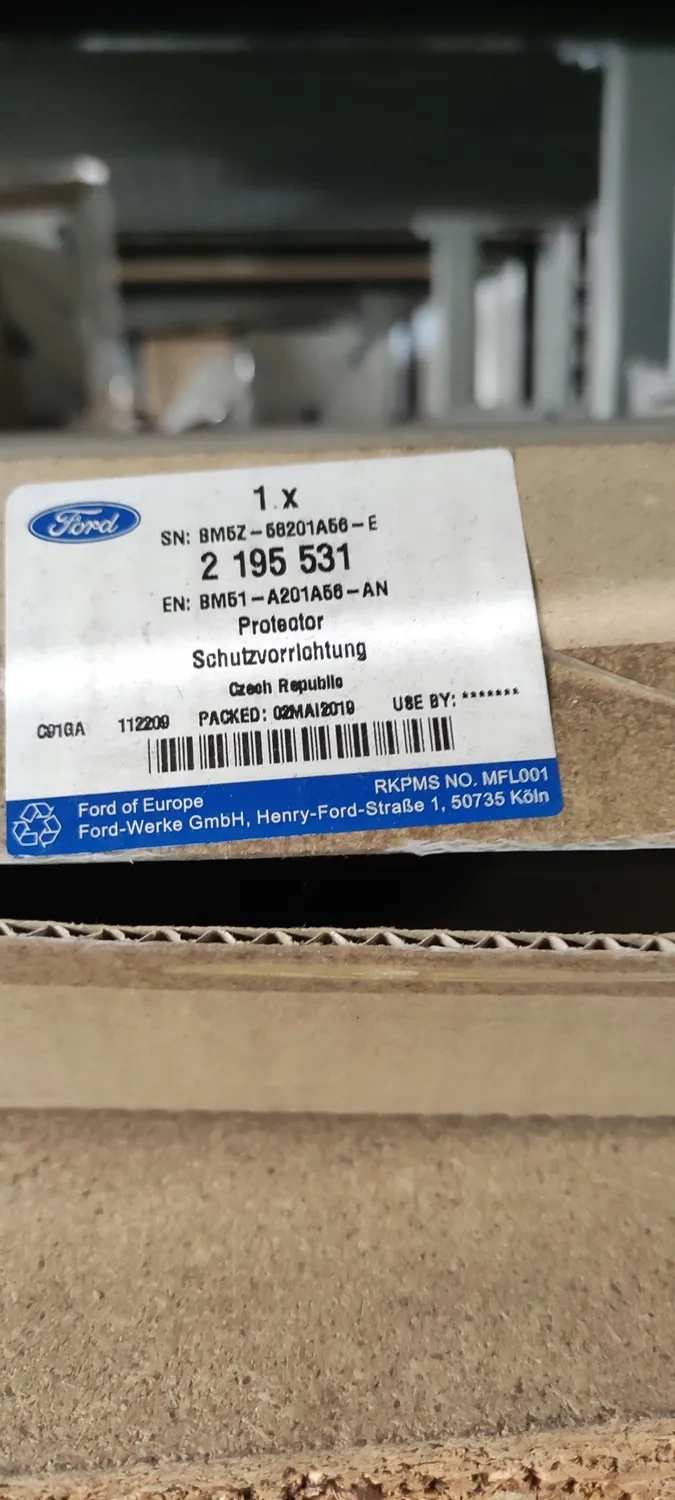 Ford
1 X
SN: BM5Z-58201A56-E
2 195 531
EN: BM51-A201A56-AN
Protector
Schutzvorrichtung
Czech Republic
C91GA 112209 PACKED: 02MAI2019 USE BY: *******
RKPMS NO. MFL001
Ford of Europe
Ford-Werke GmbH, Henry-Ford-Straße 1, 50735 Köln